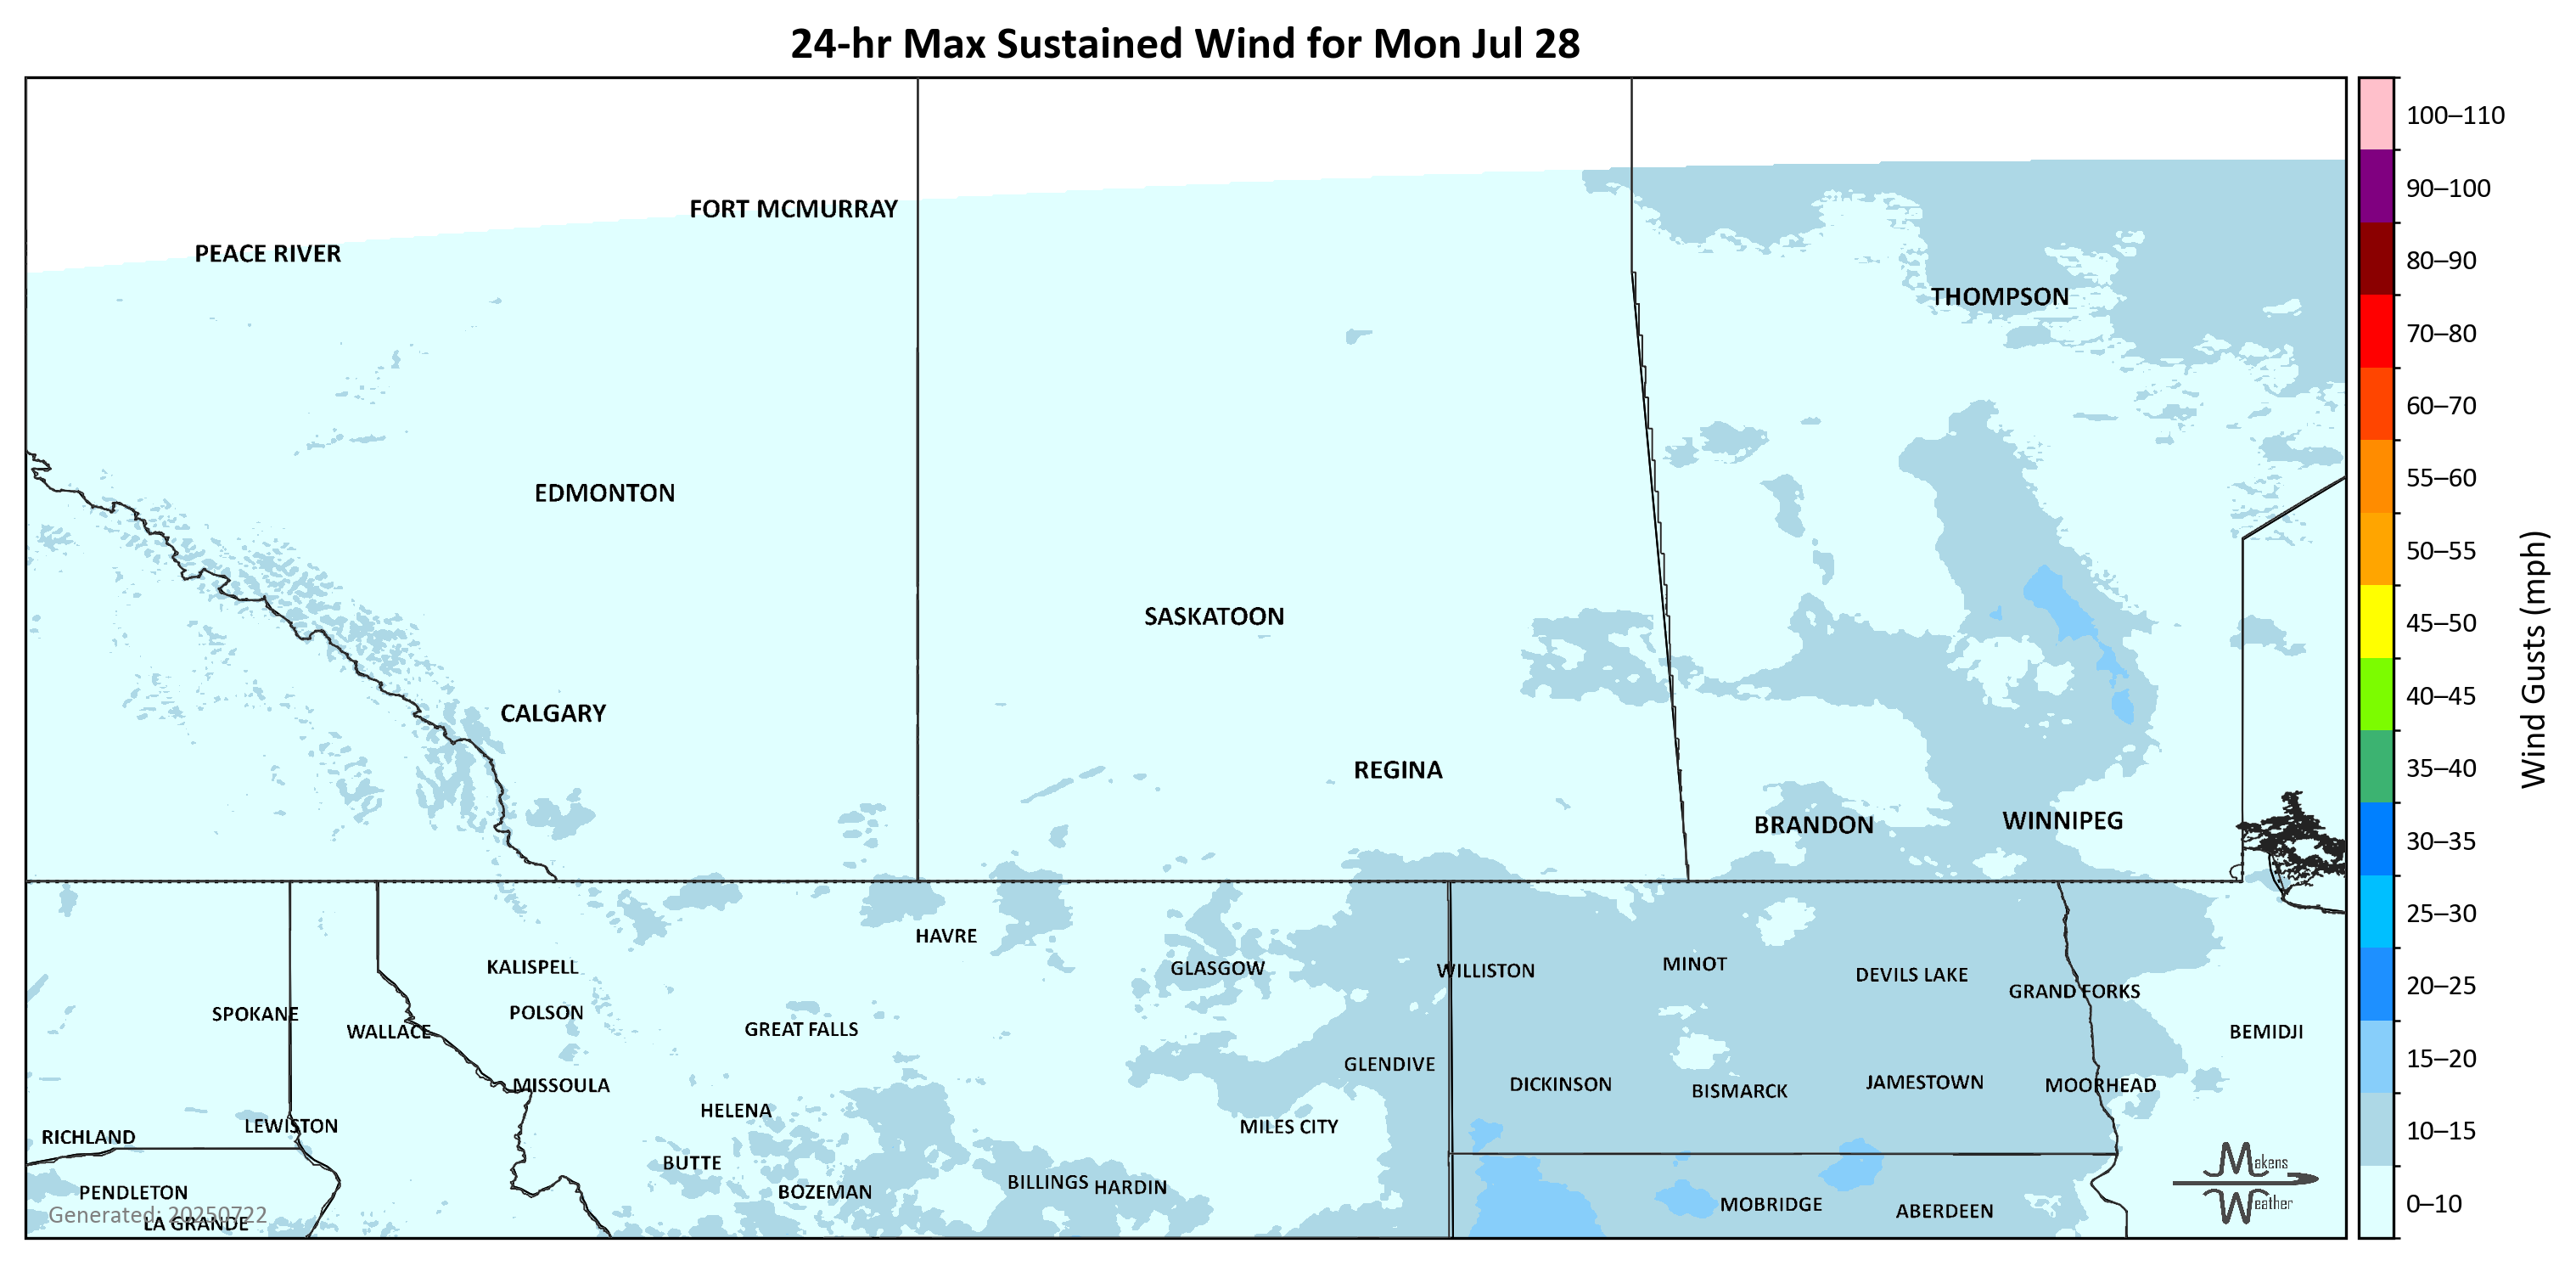 24-hr Max Sustained Wind for Mon Jul 28
100–110
FORT MCMURRAY
90–100
PEACE RIVER
80–90
THOMPSON
70–80
60–70
EDMONTON
55–60
50–55
SASKATOON
45–50
Wind Gusts (mph)
CALGARY
40–45
REGINA
35–40
BRANDON
WINNIPEG
30–35
HAVRE
25–30
KALISPELL
GLASGOW
WILLISTON
MINOT
DEVILS LAKE
20–25
GRAND FORKS
SPOKANE
POLSON
WALLACE
GREAT FALLS
BEMIDJI
GLENDIVE
15–20
MISSOULA
DICKINSON
BISMARCK
JAMESTOWN
MOORHEAD
HELENA
LEWISTON
MILES CITY
10–15
RICHLAND
BUTTE
Makens
PENDLETON
BOZEMAN
BILLINGS
HARDIN
MOBRIDGE
ABERDEEN
Weather
0–10
Generated: 20250722
LA GRANDE